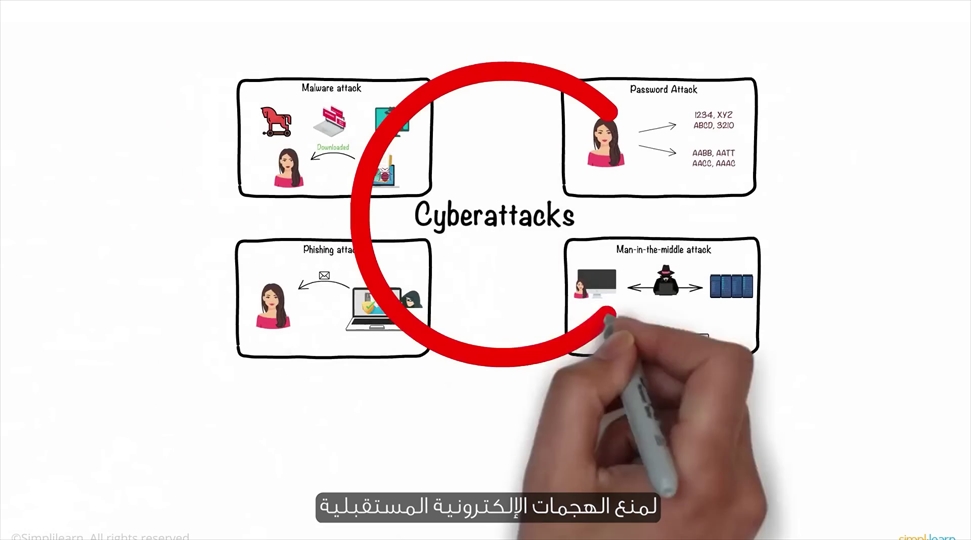 Malware attack
Downloaded
Password Attack
1234, XYZ
ABCD, 3210
AABB, AATT
AACC, AAAC
Cyberattacks
Phishing
Man-in-the-middle attack
لمنع الهجمات الإلكترونية المستقبلية
©Simplilearn. All rights reserved.
simplilearn